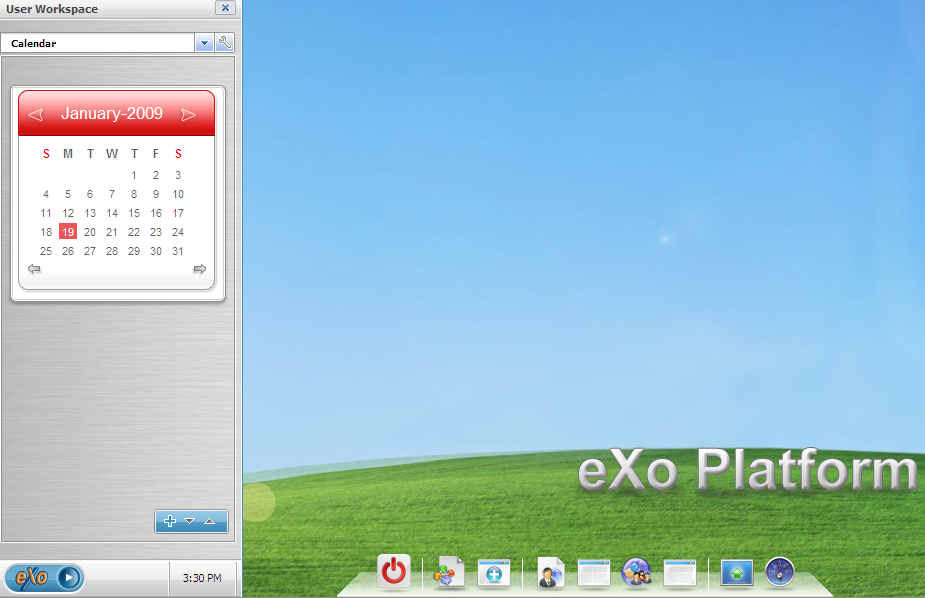 User Workspace
Calendar
January-2009
S M T W T F S
1 2 3
4 5 6 7 8 9 10
11 12 13 14 15 16 17
18 19 20 21 22 23 24
25 26 27 28 29 30 31
eXo Platform
eXo
3:30 PM